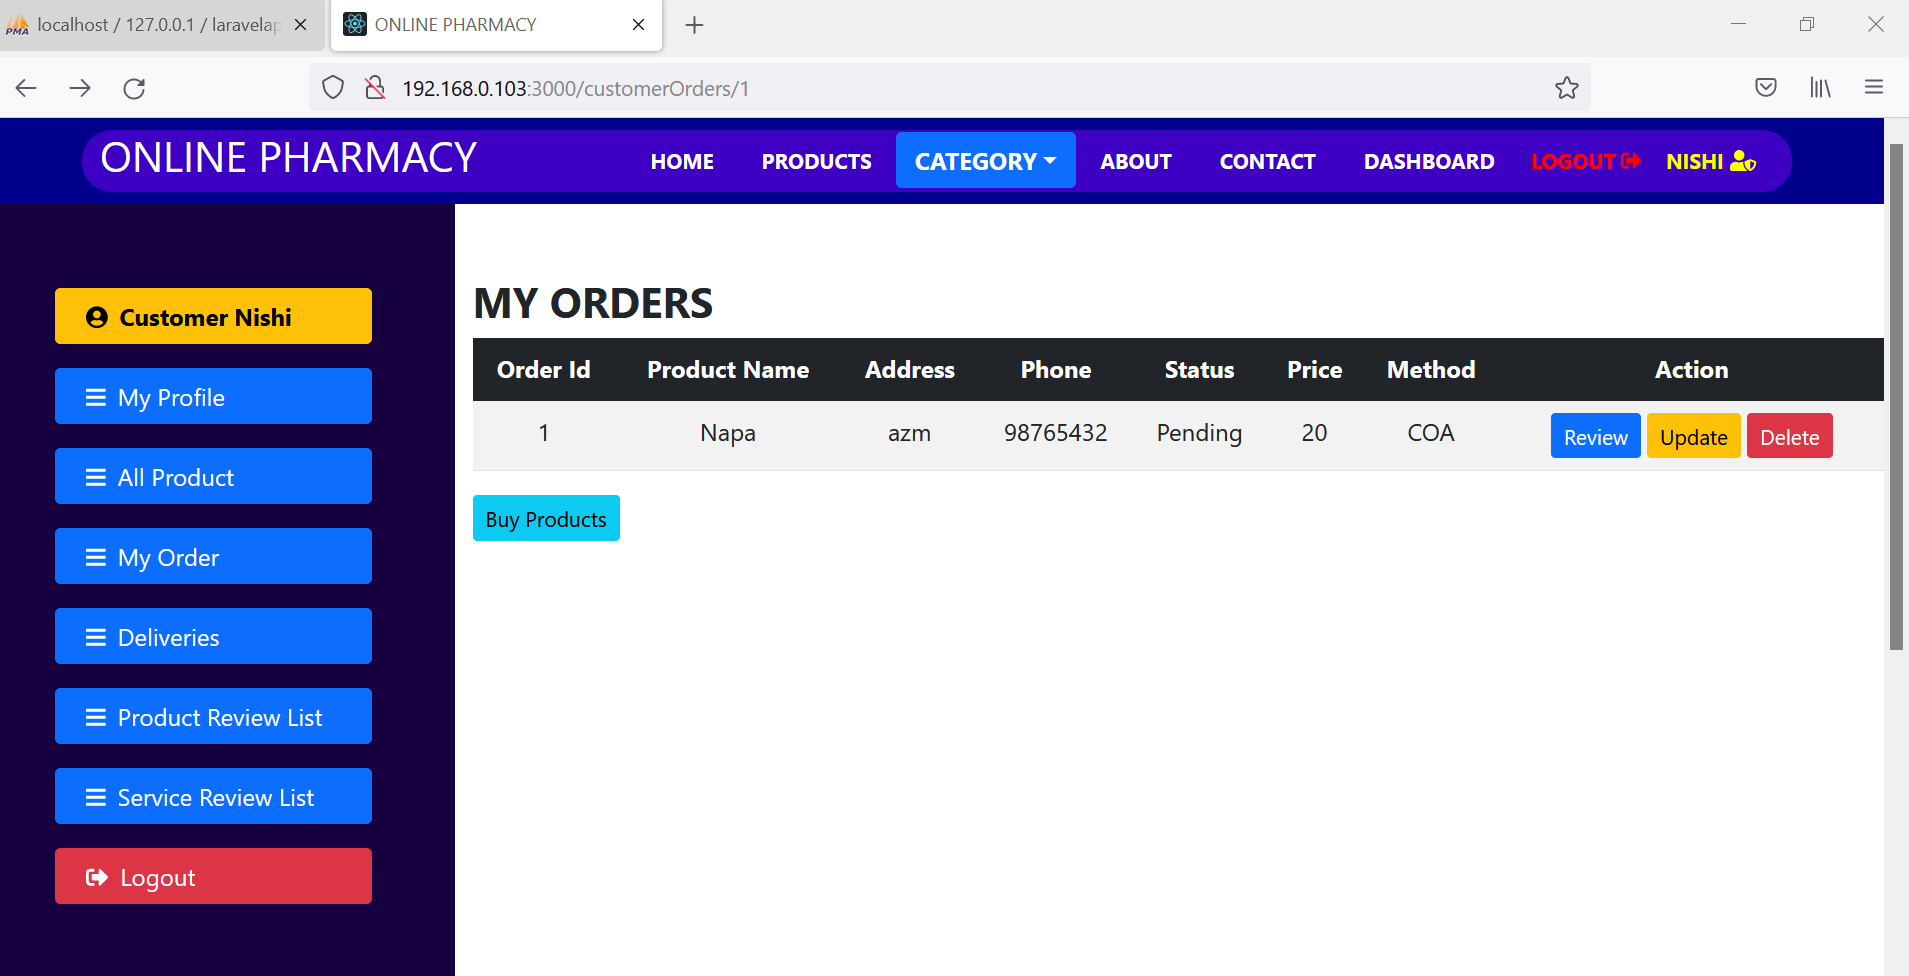 localhost / 127.0.0.1 / laravelap
ONLINE PHARMACY
192.168.0.103:3000/customerOrders/1
ONLINE PHARMACY
HOME PRODUCTS CATEGORY ABOUT CONTACT DASHBOARD LOGOUT NISHI
Customer Nishi
My Profile
All Product
My Order
Deliveries
Product Review List
Service Review List
Logout
MY ORDERS
Order Id Product Name Address Phone Status Price Method Action
1 Napa azm 98765432 Pending 20 COA Review Update Delete
Buy Products